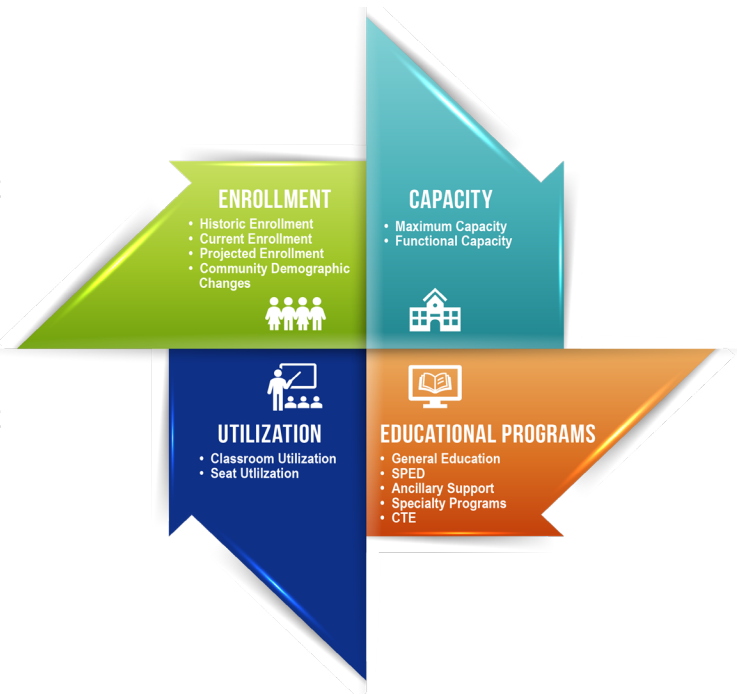 ENROLLMENT
• Historic Enrollment
• Current Enrollment
• Projected Enrollment
• Community Demographic
Changes
CAPACITY
• Maximum Capacity
• Functional Capacity
UTILIZATION
• Classroom Utilization
• Seat Utlilzation
EDUCATIONAL PROGRAMS
• General Education
• SPED
• Ancillary Support
• Specialty Programs
• CTE